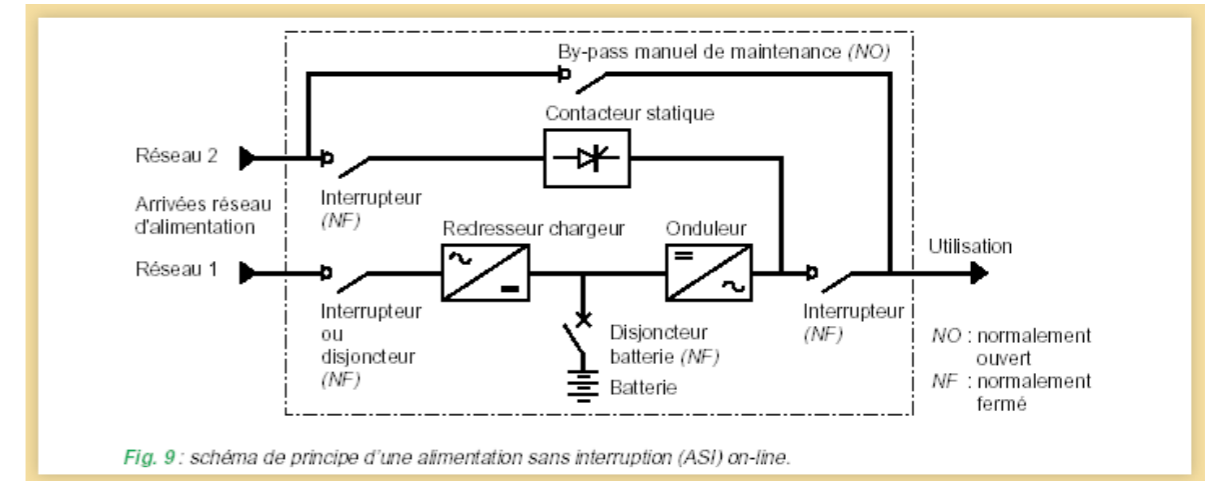 By-pass manuel de maintenance (NO)
Contacteur statique
Réseau 2
Interrupteur
(NF)
Arrivées réseau
d'alimentation
Redresseur chargeur
Onduleur
Utilisation
Réseau 1
Interrupteur
ou
disjoncteur
(NF)
Disjoncteur
batterie (NF)
Batterie
Interrupteur
(NF)
NO : normalement
ouvert
NF : normalement
fermé
Fig. 9 : schéma de principe d'une alimentation sans interruption (ASI) on-line.